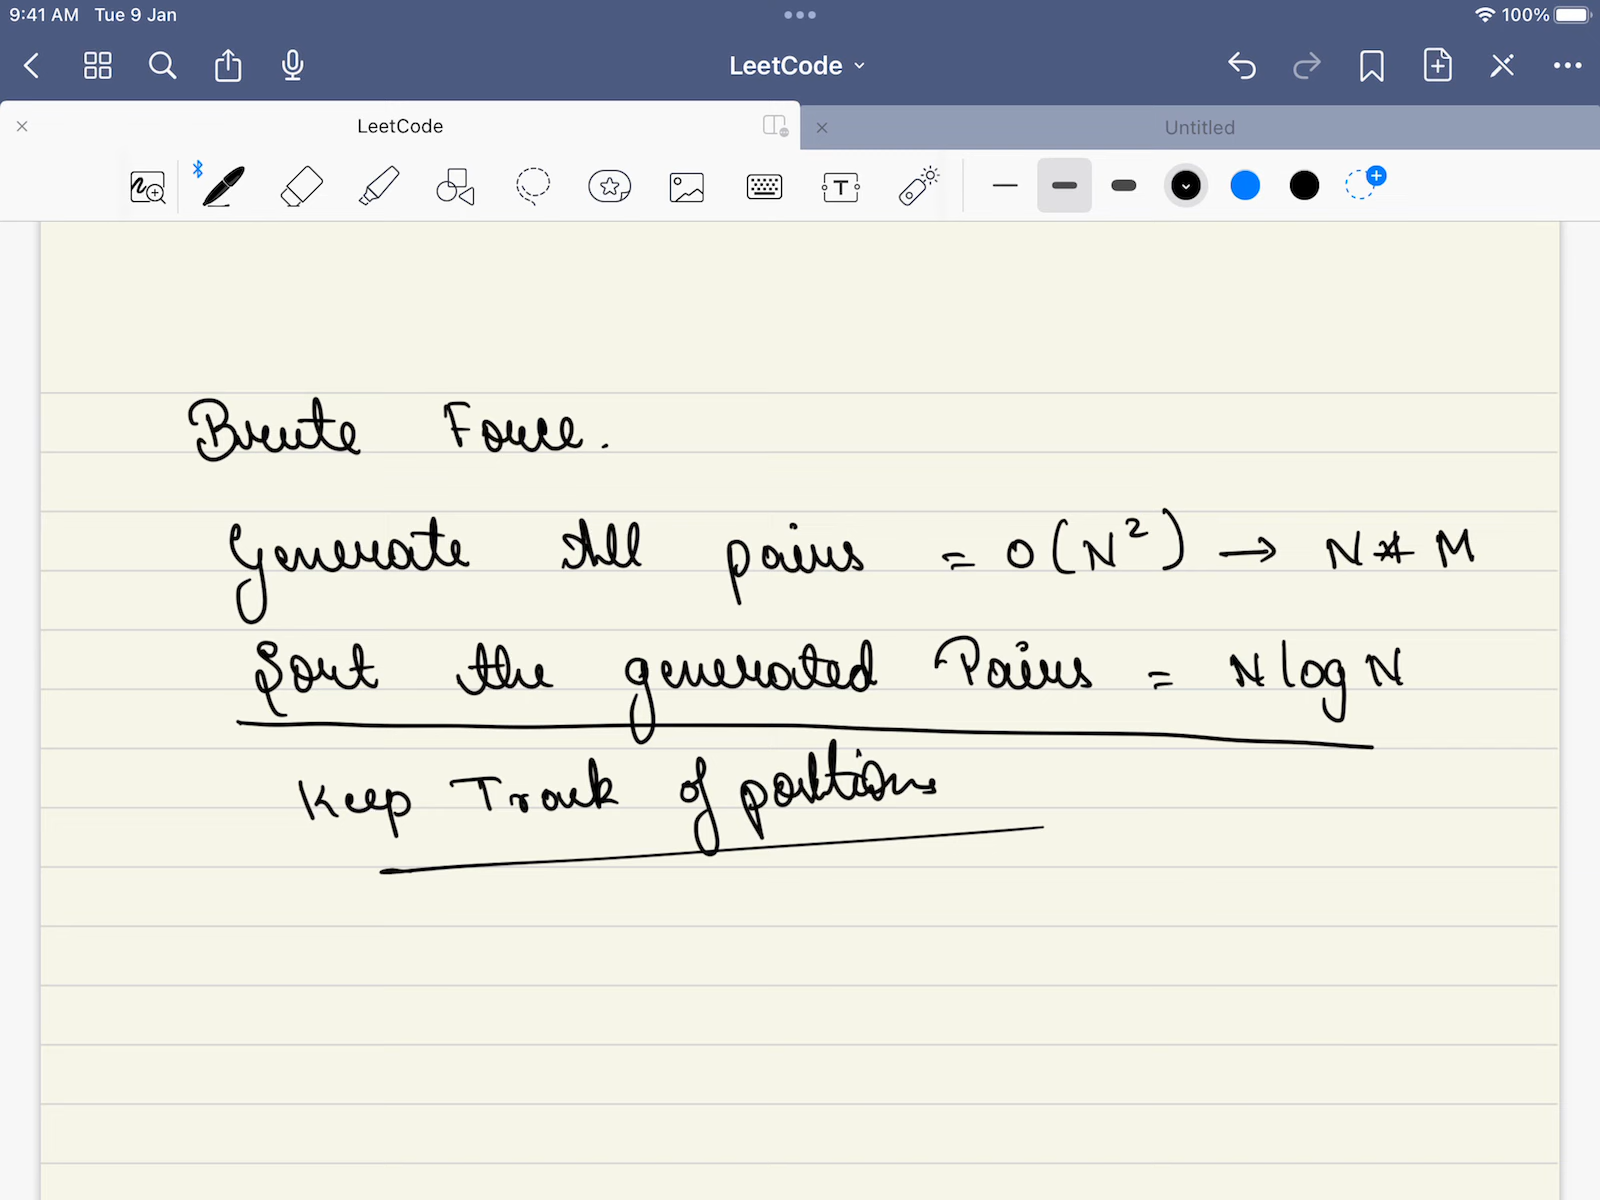 9:41 AM Tue 9 Jan 100%
LeetCode
LeetCode Untitled
T
Brute Force.
Generate All pairs = O(N²) → N * M
Sort the generated Pairs = N log N
Keep Track of